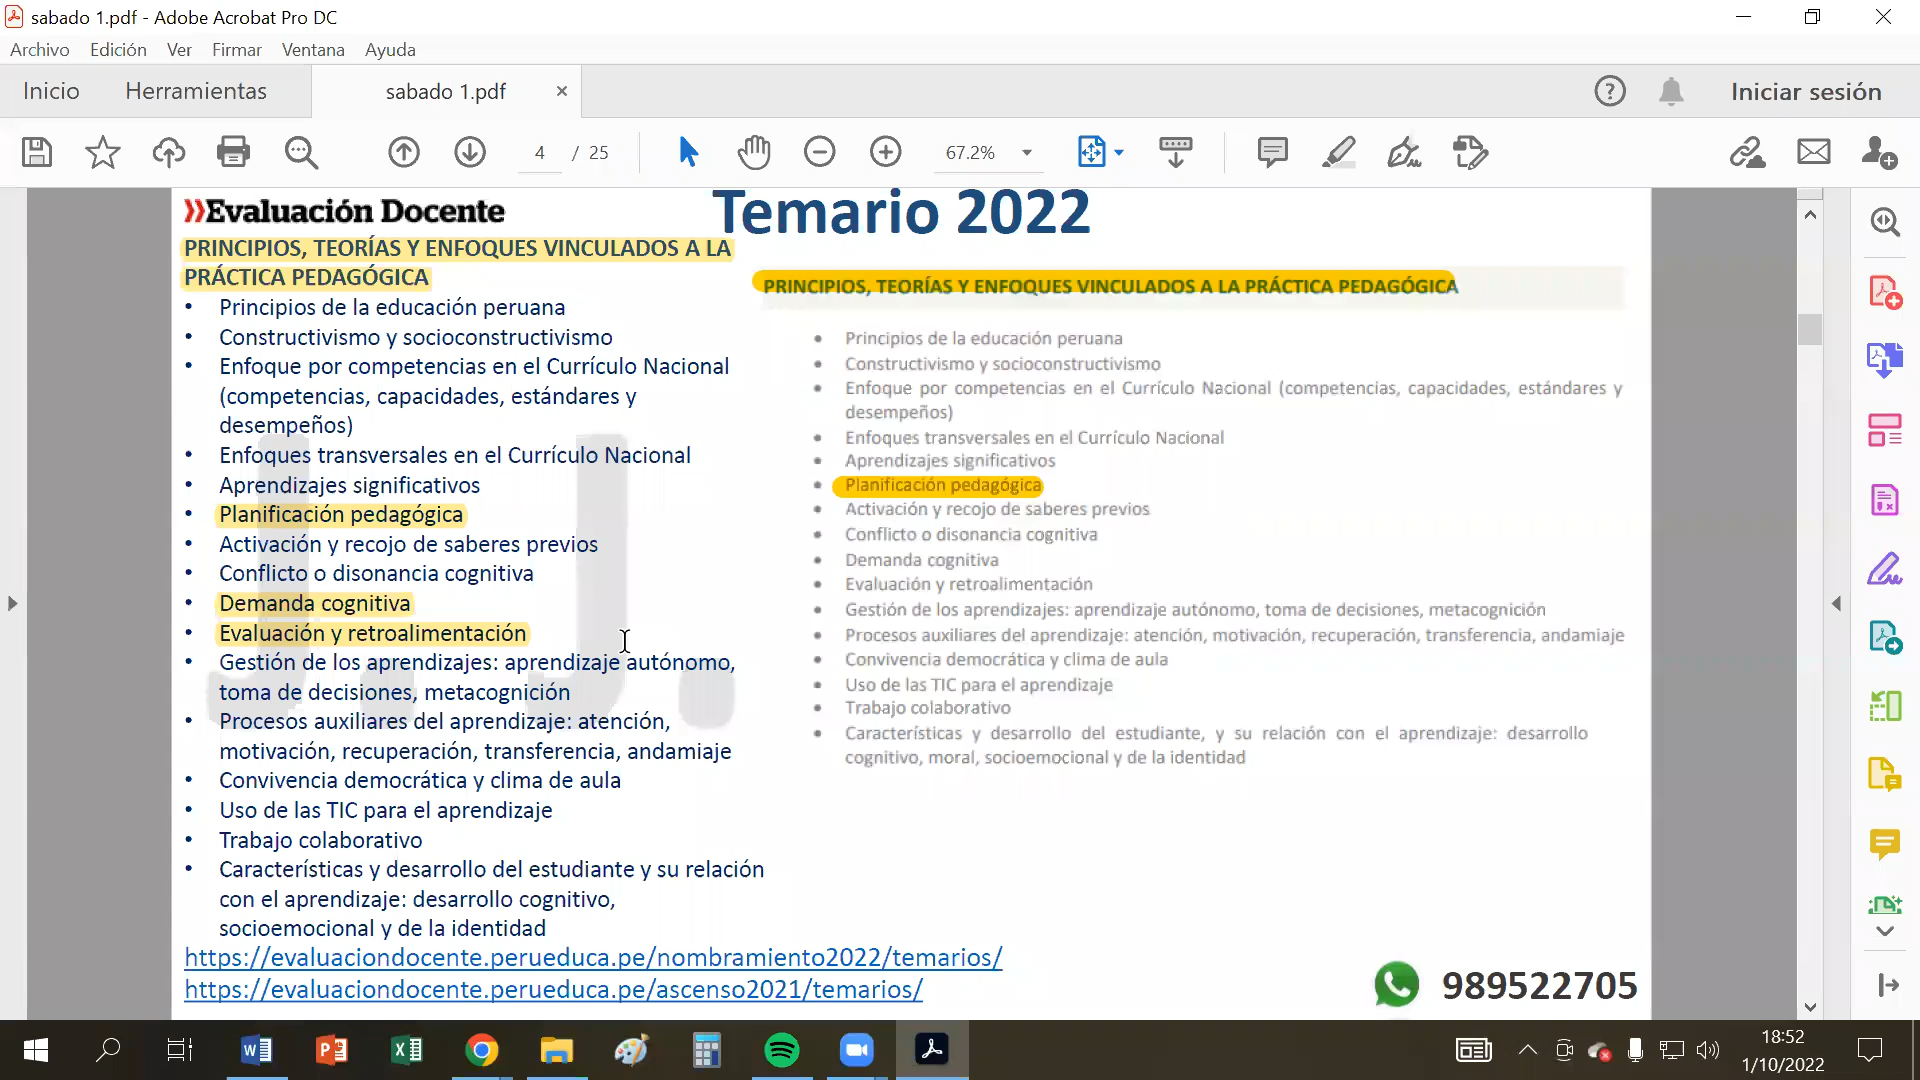 sabado 1.pdf - Adobe Acrobat Pro DC
Archivo Edición Ver Firmar Ventana Ayuda
Inicio Herramientas sabado 1.pdf × Iniciar sesión
4 / 25 67.2%
»Evaluación Docente
Temario 2022
PRINCIPIOS, TEORÍAS Y ENFOQUES VINCULADOS A LA
PRÁCTICA PEDAGÓGICA
• Principios de la educación peruana
• Constructivismo y socioconstructivismo
• Enfoque por competencias en el Currículo Nacional
(competencias, capacidades, estándares y
desempeños)
• Enfoques transversales en el Currículo Nacional
• Aprendizajes significativos
• Planificación pedagógica
• Activación y recojo de saberes previos
• Conflicto o disonancia cognitiva
• Demanda cognitiva
• Evaluación y retroalimentación
• Gestión de los aprendizajes: aprendizaje autónomo,
toma de decisiones, metacognición
• Procesos auxiliares del aprendizaje: atención,
motivación, recuperación, transferencia, andamiaje
• Convivencia democrática y clima de aula
• Uso de las TIC para el aprendizaje
• Trabajo colaborativo
• Características y desarrollo del estudiante y su relación
con el aprendizaje: desarrollo cognitivo,
socioemocional y de la identidad
J.J.
PRINCIPIOS, TEORÍAS Y ENFOQUES VINCULADOS A LA PRÁCTICA PEDAGÓGICA
• Principios de la educación peruana
• Constructivismo y socioconstructivismo
• Enfoque por competencias en el Currículo Nacional (competencias, capacidades, estándares y
desempeños)
• Enfoques transversales en el Currículo Nacional
• Aprendizajes significativos
• Planificación pedagógica
• Activación y recojo de saberes previos
• Conflicto o disonancia cognitiva
• Demanda cognitiva
• Evaluación y retroalimentación
• Gestión de los aprendizajes: aprendizaje autónomo, toma de decisiones, metacognición
• Procesos auxiliares del aprendizaje: atención, motivación, recuperación, transferencia, andamiaje
• Convivencia democrática y clima de aula
• Uso de las TIC para el aprendizaje
• Trabajo colaborativo
• Características y desarrollo del estudiante, y su relación con el aprendizaje: desarrollo
cognitivo, moral, socioemocional y de la identidad
https://evaluaciondocente.perueduca.pe/nombramiento2022/temarios/
https://evaluaciondocente.perueduca.pe/ascenso2021/temarios/
989522705
18:52
1/10/2022